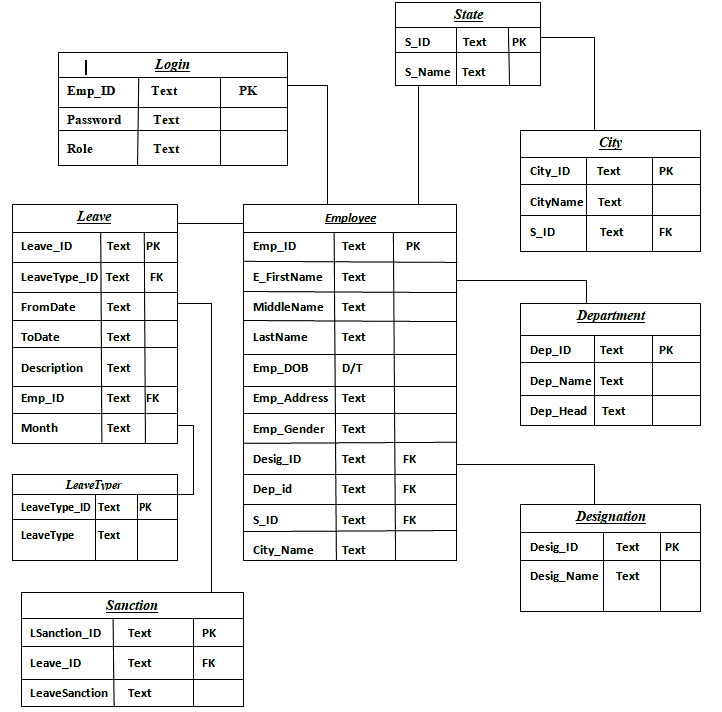 State
S_ID Text PK
S_Name Text
Login
Emp_ID Text PK
Password Text
Role Text
City
City_ID Text PK
CityName Text
S_ID Text FK
Leave
Leave_ID Text PK
LeaveType_ID Text FK
FromDate Text
ToDate Text
Description Text
Emp_ID Text FK
Month Text
Employee
Emp_ID Text PK
E_FirstName Text
MiddleName Text
LastName Text
Emp_DOB D/T
Emp_Address Text
Emp_Gender Text
Desig_ID Text FK
Dep_id Text FK
S_ID Text FK
City_Name Text
Department
Dep_ID Text PK
Dep_Name Text
Dep_Head Text
LeaveTyper
LeaveType_ID Text PK
LeaveType Text
Designation
Desig_ID Text PK
Desig_Name Text
Sanction
LSanction_ID Text PK
Leave_ID Text FK
LeaveSanction Text